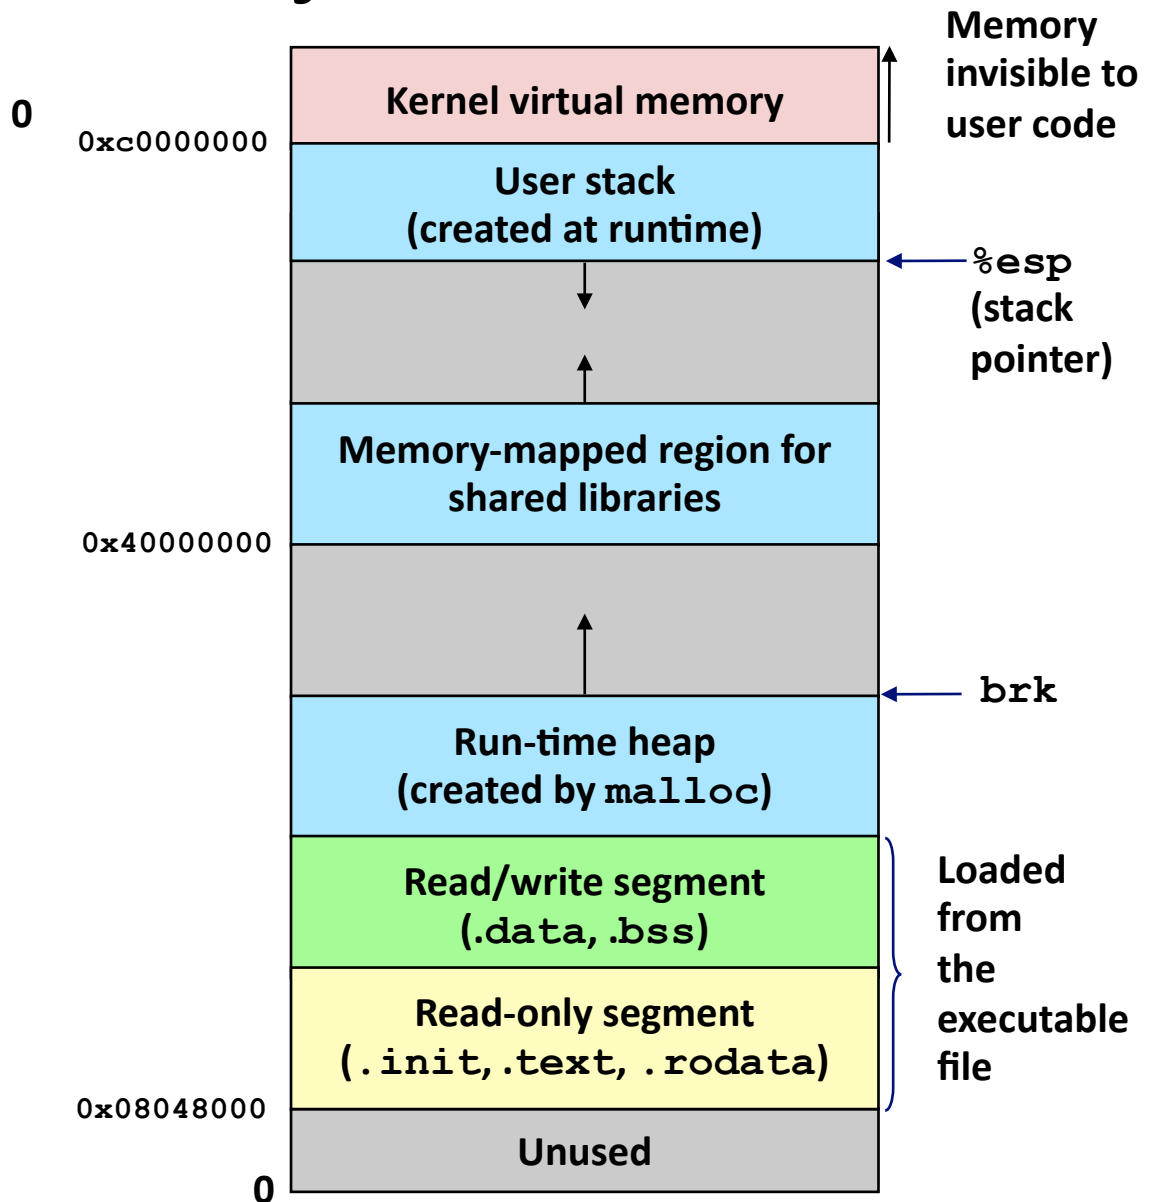 Memory
invisible to
user code
Kernel virtual memory
0
0xc0000000
User stack
(created at runtime)
%esp
(stack
pointer)
Memory-mapped region for
shared libraries
0x40000000
brk
Run-time heap
(created by malloc)
Read/write segment
(.data, .bss)
Loaded
from
the
executable
file
Read-only segment
(.init, .text, .rodata)
0x08048000
Unused
0